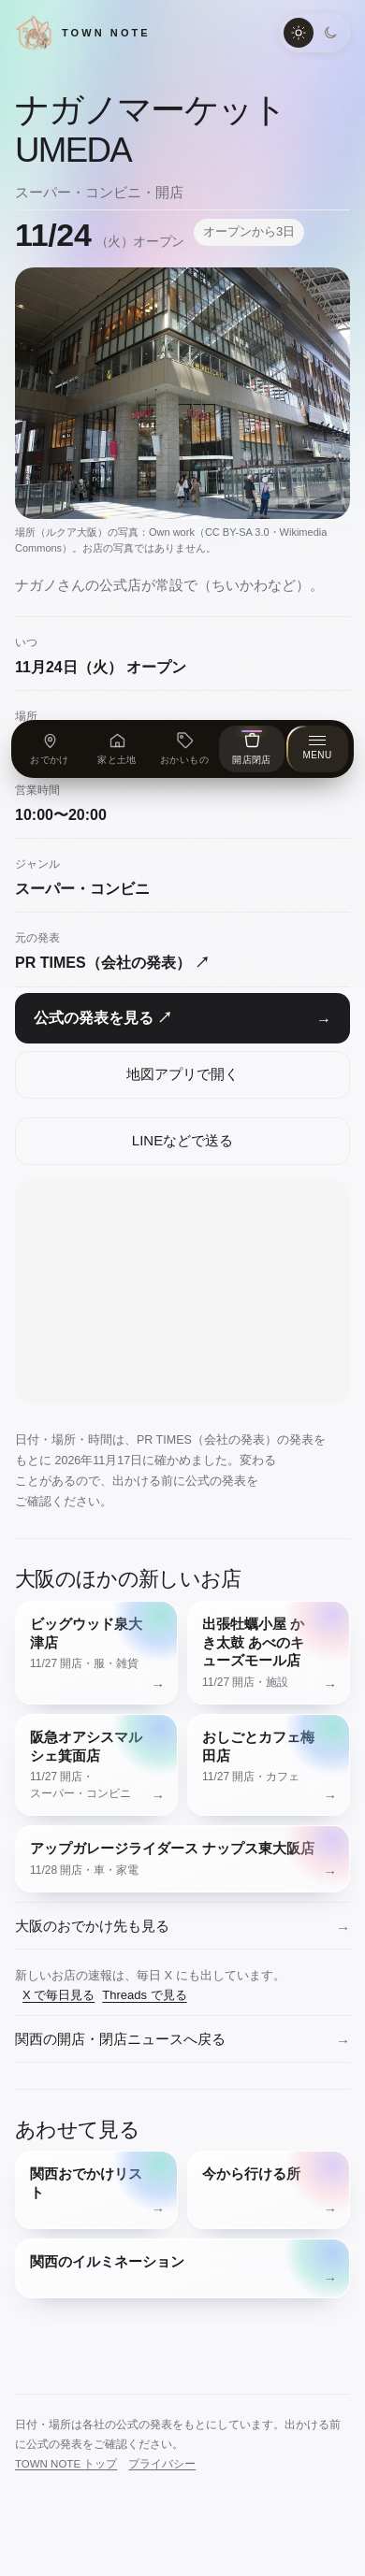 TOWN NOTE
ナガノマーケット
UMEDA
スーパー・コンビニ・開店
11/24 （火）オープン オープンから3日
場所（ルクア大阪）の写真：Own work（CC BY-SA 3.0・Wikimedia
Commons）。お店の写真ではありません。
ナガノさんの公式店が常設で（ちいかわなど）。
いつ
11月24日（火） オープン
場所
おでかけ
家と土地
おかいもの
開店閉店
MENU
営業時間
10:00〜20:00
ジャンル
スーパー・コンビニ
元の発表
PR TIMES（会社の発表） ↗
公式の発表を見る ↗ →
地図アプリで開く
LINEなどで送る
日付・場所・時間は、PR TIMES（会社の発表）の発表を
もとに 2026年11月17日に確かめました。変わる
ことがあるので、出かける前に公式の発表を
ご確認ください。
大阪のほかの新しいお店
ビッグウッド泉大
津店
11/27 開店・服・雑貨
→
出張牡蠣小屋 か
き太鼓 あべのキ
ューズモール店
11/27 開店・施設
→
阪急オアシスマル
シェ箕面店
11/27 開店・
スーパー・コンビニ
→
おしごとカフェ梅
田店
11/27 開店・カフェ
→
アップガレージライダース ナップス東大阪店
11/28 開店・車・家電
→
大阪のおでかけ先も見る →
新しいお店の速報は、毎日 X にも出しています。
X で毎日見る Threads で見る
関西の開店・閉店ニュースへ戻る →
あわせて見る
関西おでかけリス
ト
→
今から行ける所
→
関西のイルミネーション
→
日付・場所は各社の公式の発表をもとにしています。出かける前
に公式の発表をご確認ください。
TOWN NOTE トップ プライバシー